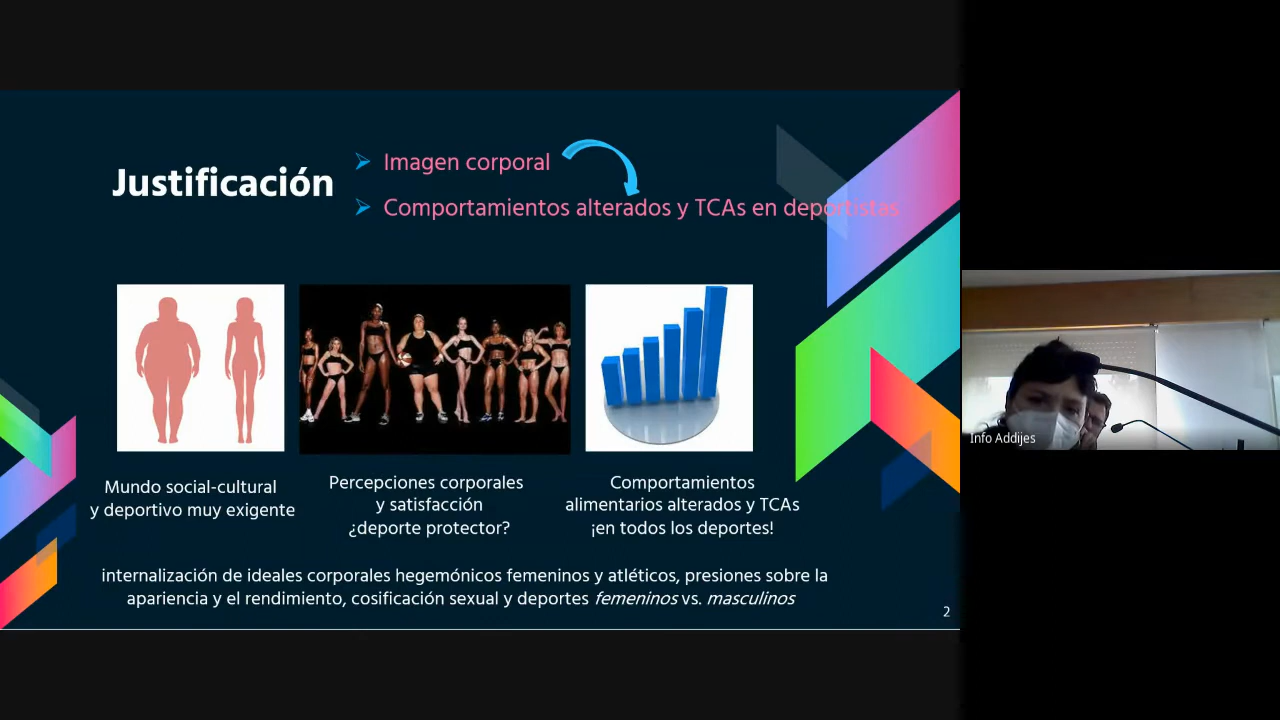 Justificación
Imagen corporal
Comportamientos alterados y TCAs en deportistas
Mundo social-cultural
y deportivo muy exigente
Percepciones corporales
y satisfacción
¿deporte protector?
Comportamientos
alimentarios alterados y TCAs
¡en todos los deportes!
internalización de ideales corporales hegemónicos femeninos y atléticos, presiones sobre la
apariencia y el rendimiento, cosificación sexual y deportes femeninos vs. masculinos
2
Info Addijes